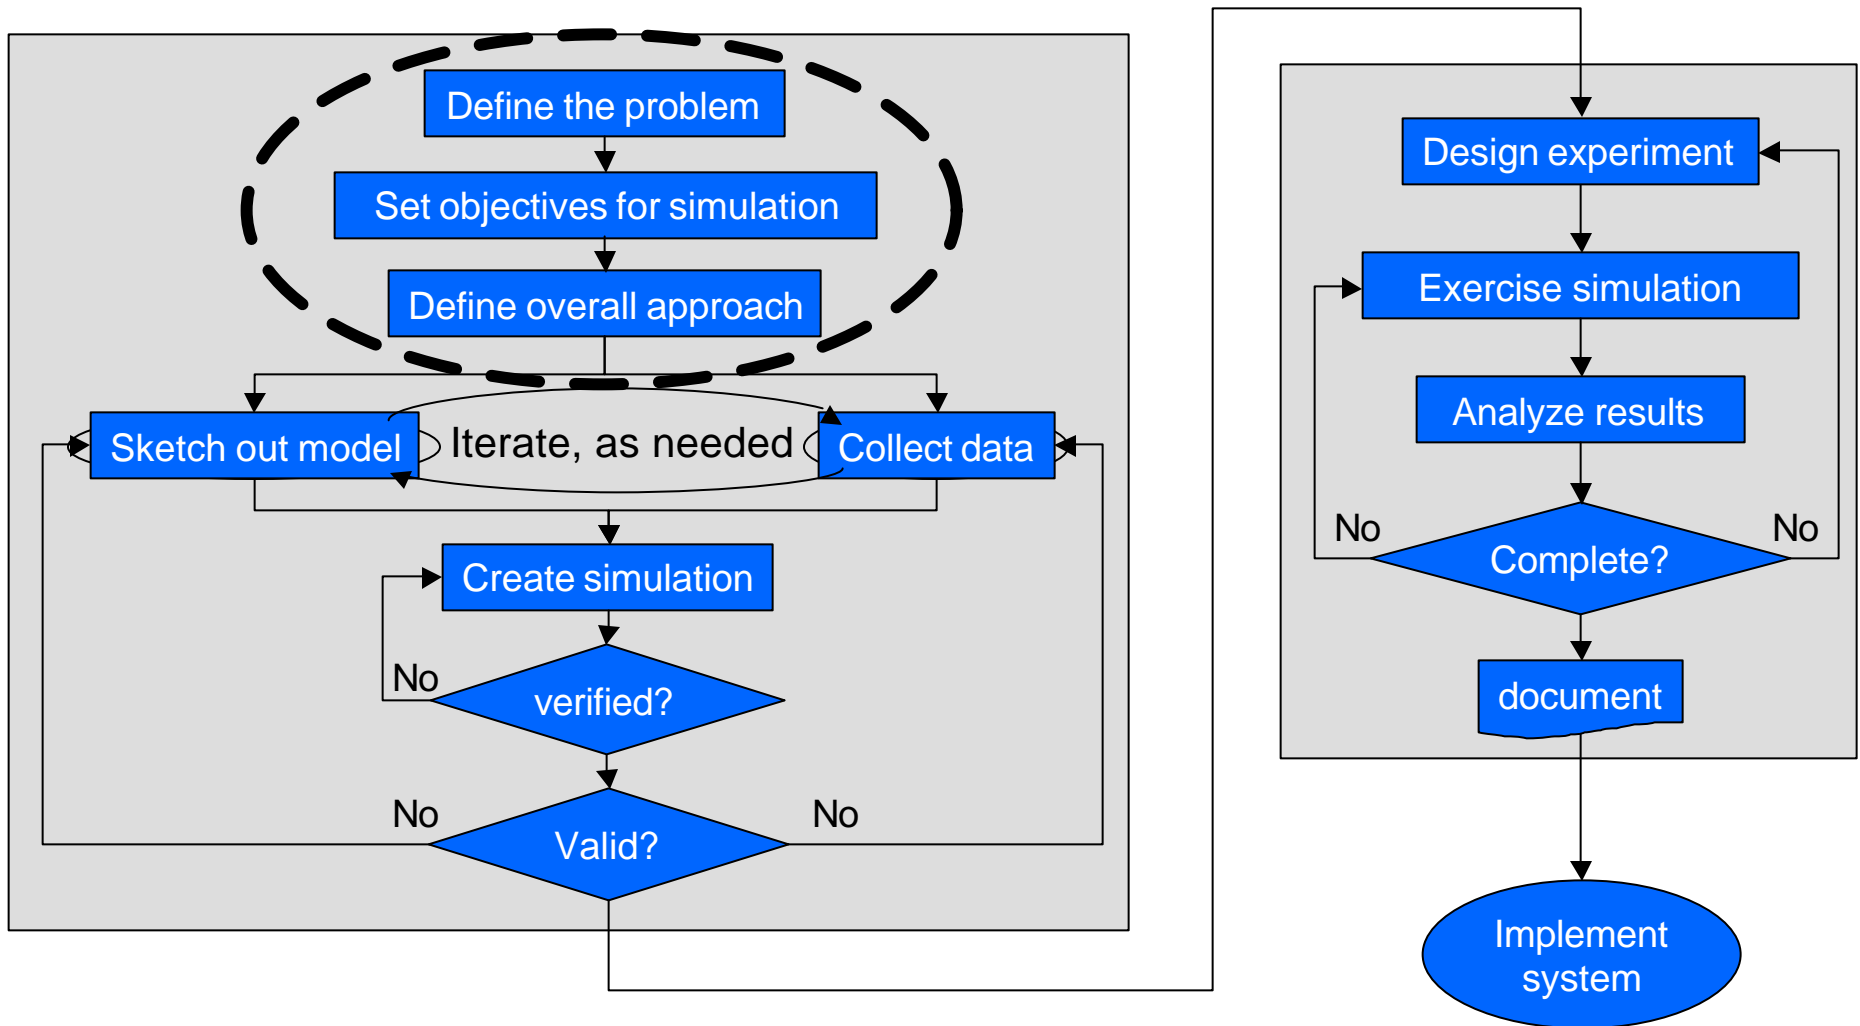 Define the problem
Set objectives for simulation
Define overall approach
Sketch out model
Iterate, as needed
Collect data
Create simulation
No
verified?
No
No
Valid?
Design experiment
Exercise simulation
Analyze results
No
No
Complete?
document
Implement
system